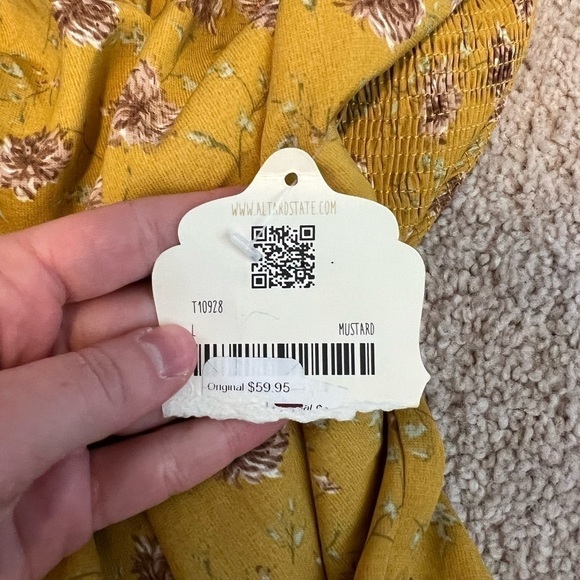 WWW.ALTARDSTATE.COM
T10928
L MUSTARD
Original $59.95